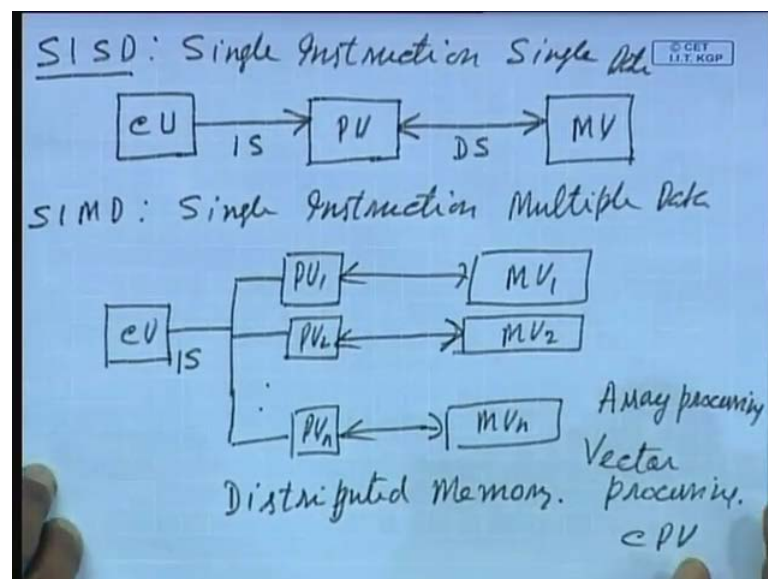 SISD: Single Instruction Single Data
© CET
I.I.T. KGP
CU IS PU DS MU
SIMD: Single Instruction Multiple Data
PU1 MU1
CU IS PU2 MU2
PUn MUn
Array processing
Vector processing.
Distributed Memory.
CPU